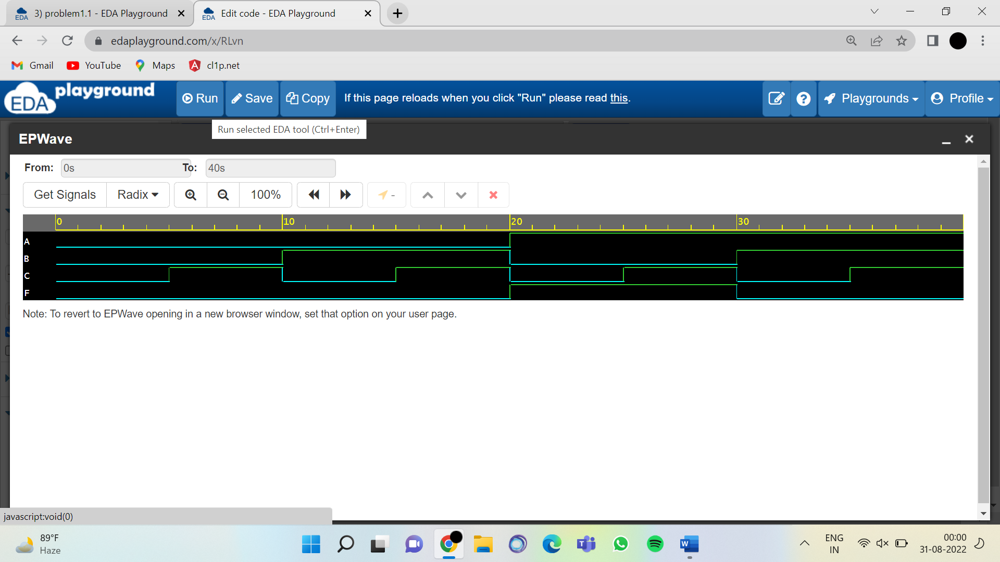 3) problem1.1 - EDA Playground
Edit code - EDA Playground
edaplayground.com/x/RLvn
Gmail YouTube Maps cl1p.net
EDA playground
Run Save Copy If this page reloads when you click "Run" please read this. Playgrounds Profile
Run selected EDA tool (Ctrl+Enter)
EPWave
From: 0s To: 40s
Get Signals Radix 100% -
0 10 20 30
A
B
C
F
Note: To revert to EPWave opening in a new browser window, set that option on your user page.
javascript:void(0)
89°F
Haze
ENG
IN
00:00
31-08-2022